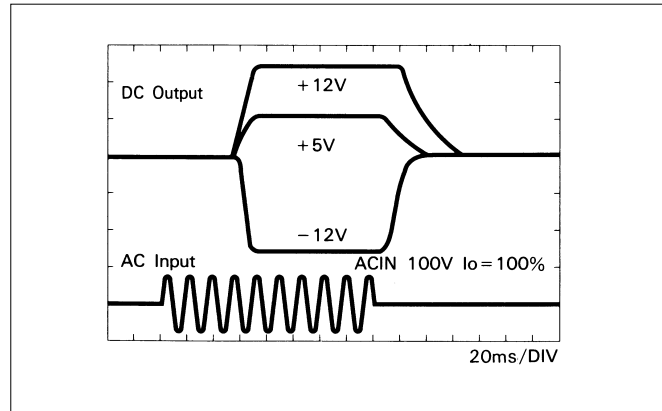 DC Output
+12V
+5V
−12V
AC Input
ACIN 100V Io=100%
20ms/DIV